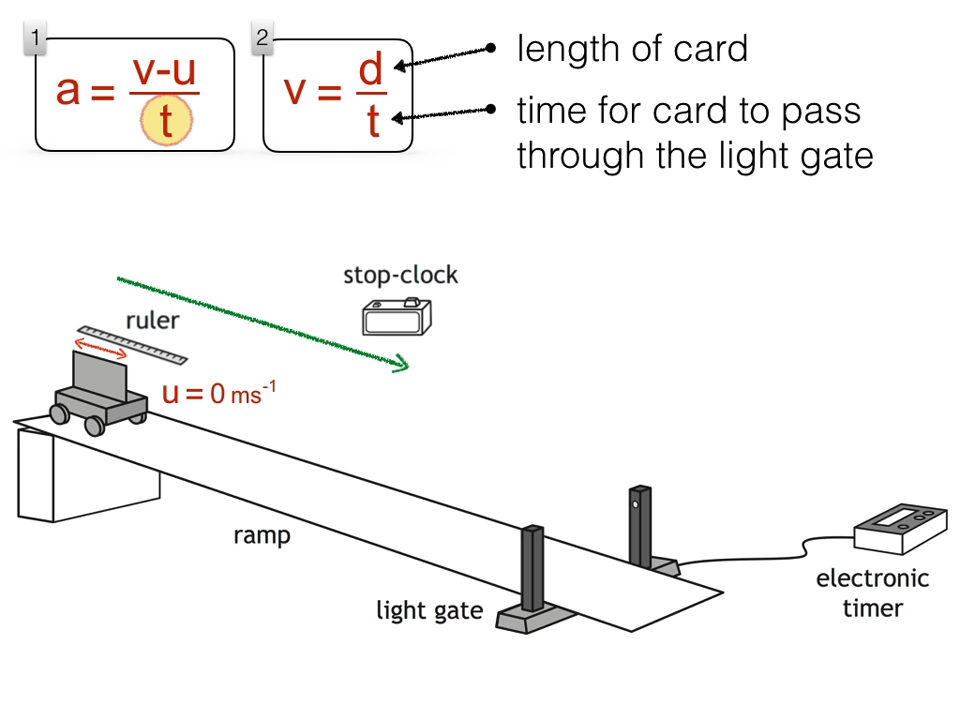 1
a = v-u/t
2
v = d/t
length of card
time for card to pass
through the light gate
stop-clock
ruler
u = 0 ms⁻¹
ramp
light gate
electronic
timer